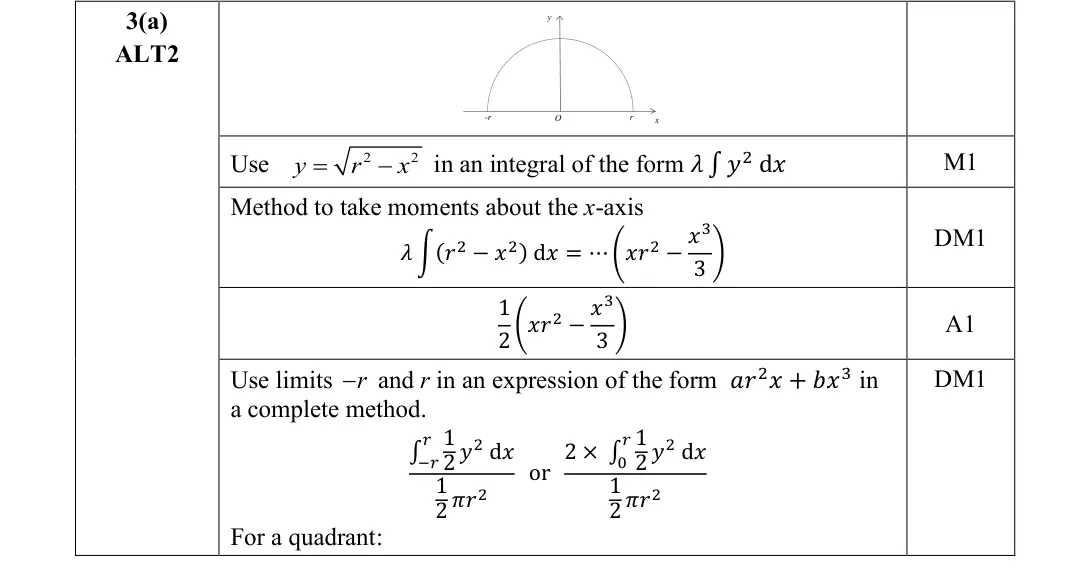 3(a)
ALT2
y
-r O r x
Use y = √(r² − x²) in an integral of the form λ ∫ y² dx
M1
Method to take moments about the x-axis
λ ∫(r² − x²) dx = ⋯ (xr² − x³/3)
DM1
1/2 (xr² − x³/3)
A1
Use limits −r and r in an expression of the form ar²x + bx³ in
a complete method.
DM1
∫₋ᵣʳ 1/2 y² dx / 1/2 πr² or 2 × ∫₀ʳ 1/2 y² dx / 1/2 πr²
For a quadrant: